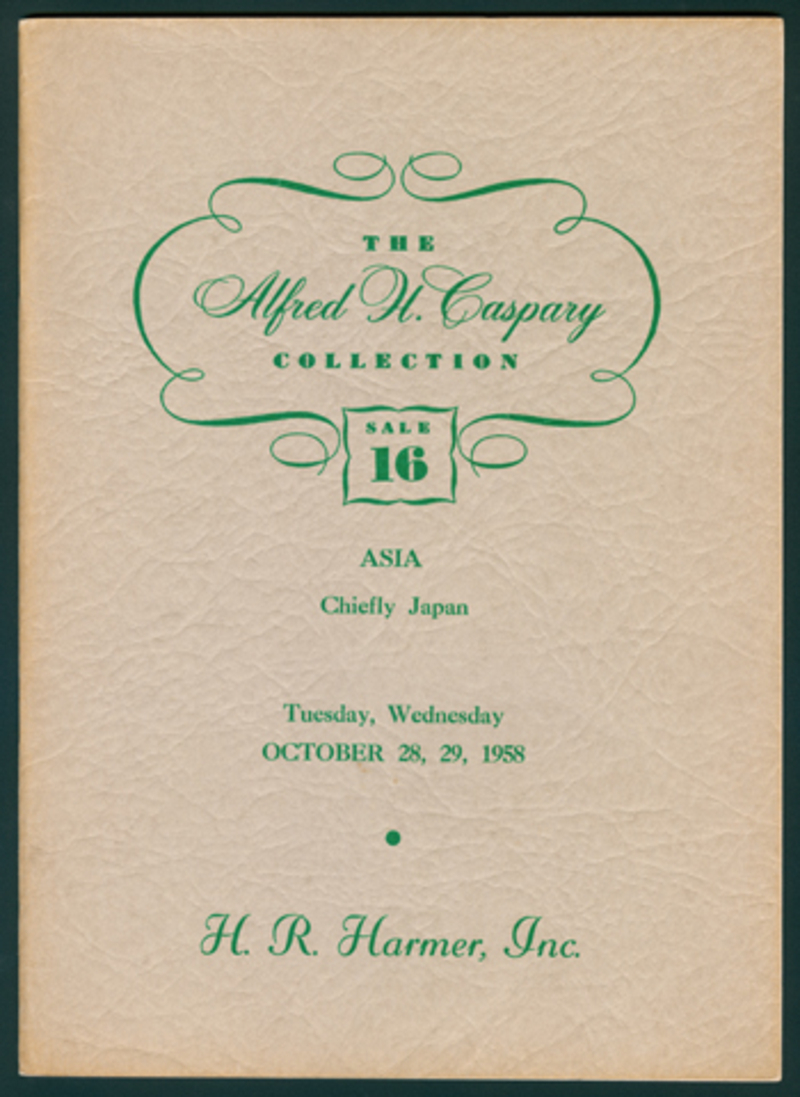 THE
Alfred H. Caspary
COLLECTION
SALE
16
ASIA
Chiefly Japan
Tuesday, Wednesday
OCTOBER 28, 29, 1958
H. R. Harmer, Inc.